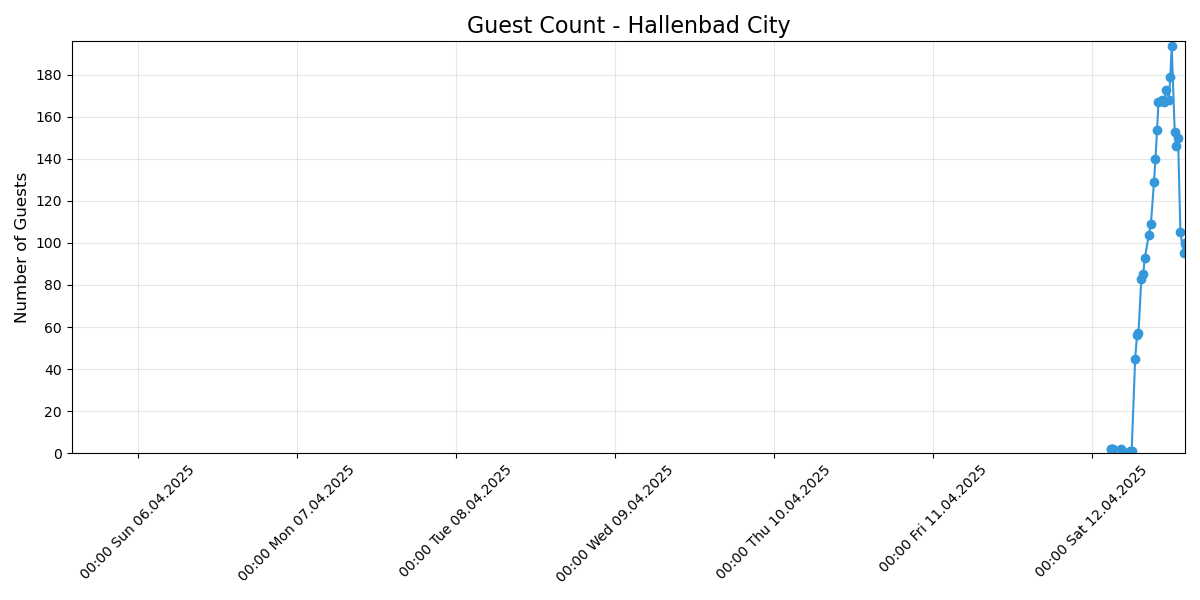 Guest Count - Hallenbad City
Number of Guests
180
160
140
120
100
80
60
40
20
0
00:00 Sun 06.04.2025
00:00 Mon 07.04.2025
00:00 Tue 08.04.2025
00:00 Wed 09.04.2025
00:00 Thu 10.04.2025
00:00 Fri 11.04.2025
00:00 Sat 12.04.2025